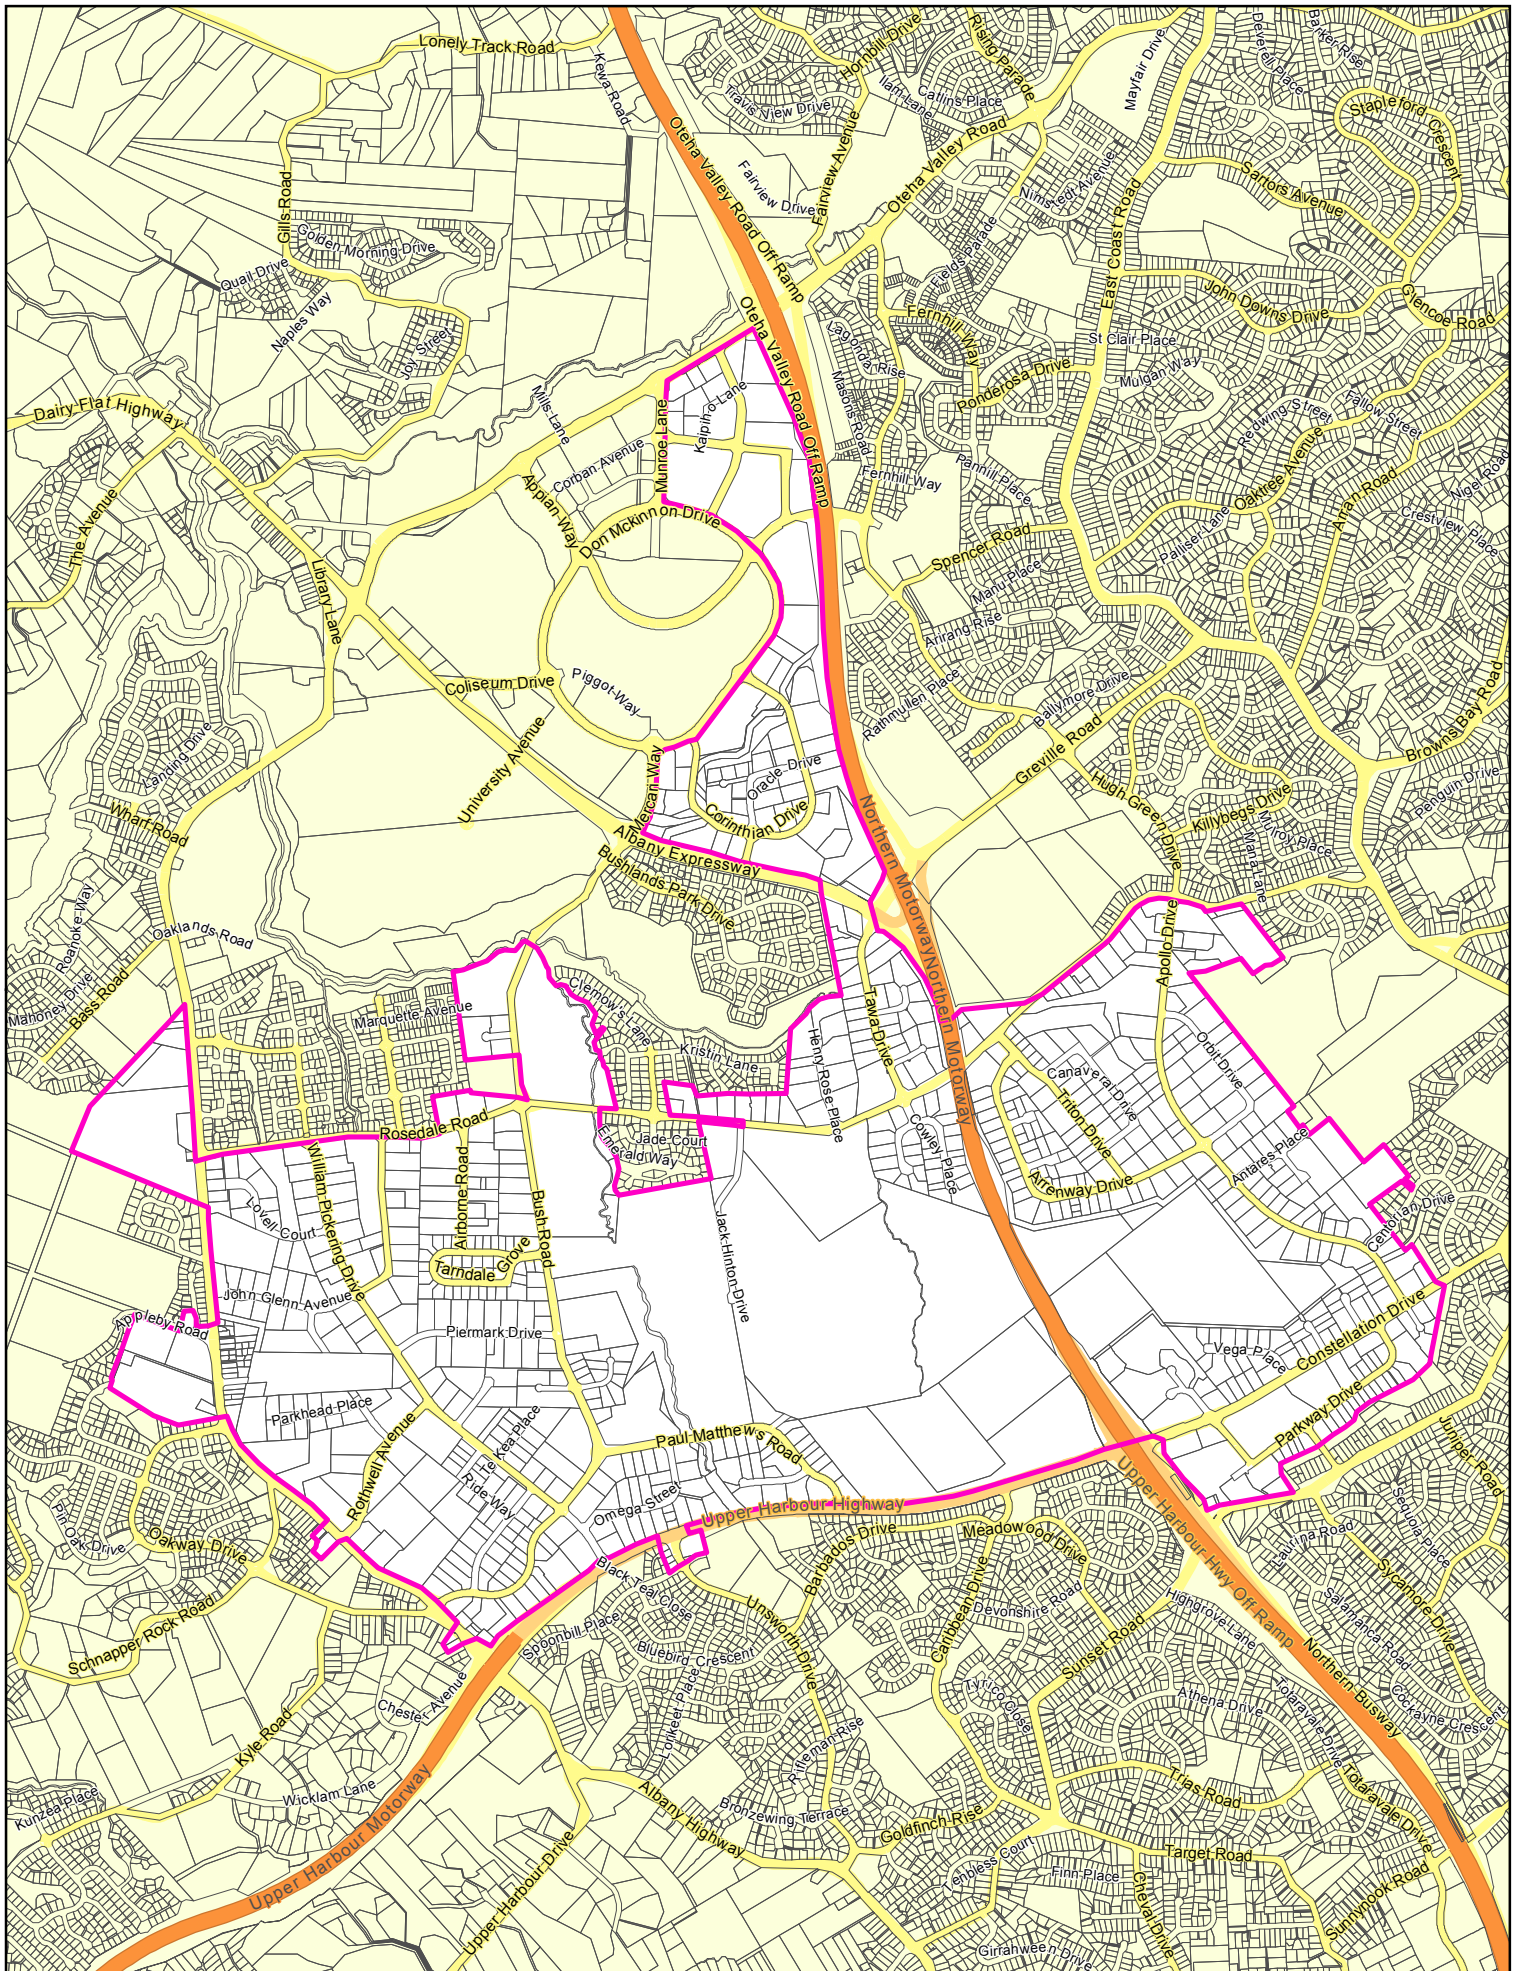 Lonely Track Road
Kewa Road
Hornbill Drive
Rising Parade
Mayfair Drive
Deverell Place
Barker Rise
Travis View Drive
Ilam Lane
Catlins Place
Stapleford Crescent
Oteha Valley Road Off Ramp
Fairview Avenue
Oteha Valley Road
Fairview Drive
Nimstedt Avenue
Sartors Avenue
Gills Road
Golden Morning Drive
Fields Parade
East Coast Road
Quail Drive
Naples Way
John Downs Drive
Glencoe Road
Joy Street
Oteha Valley Road Off Ramp
Fernhill Way
Lagonda Rise
St Clair Place
Mulgan Way
Ponderosa Drive
Dairy Flat Highway
Mills Lane
Munroe Lane
Kaipiho Lane
Masons Road
Redwing Street
Fallow Street
Corban Avenue
Oaktree Avenue
The Avenue
Appian Way
Don Mckinnon Drive
Fernhill Way
Pannill Place
Arran Road
Nigel Road
Crestview Place
Palliser Lane
Spencer Road
Library Lane
Manu Place
Arirang Rise
Coliseum Drive
Piggot Way
Rathmullen Place
Ballymore Drive
Browns Bay Road
Landing Drive
University Avenue
Mercari Way
Oracle Drive
Greville Road
Penguin Drive
Hugh Green Drive
Killybegs Drive
Wharf Road
Corinthian Drive
Northern Motorway
Mulroy Place
Mana Lane
Albany Expressway
Bushlands Park Drive
Roanoke Way
Oaklands Road
Apollo Drive
Mahoney Drive
Bass Road
Marquette Avenue
Clemow's Lane
Tawa Drive
Northern Motorway
Kristin Lane
Henry Rose Place
Orbit Drive
Canaveral Drive
Triton Drive
Rosedale Road
Jade Court
Emerald Way
Cowley Place
Antares Place
William Pickering Drive
Airborne Road
Bush Road
Arrenway Drive
Lovell Court
Jack Hinton Drive
Centorian Drive
Tarndale Grove
John Glenn Avenue
Appleby Road
Piermark Drive
Vega Place
Constellation Drive
Parkhead Place
Rothwell Avenue
Te Kea Place
Paul Matthews Road
Parkway Drive
Juniper Road
Ride Way
Omega Street
Upper Harbour Highway
Upper Harbour Hwy Off Ramp
Sequoia Place
Pin Oak Drive
Oakway Drive
Barbados Drive
Meadowood Drive
Laurina Road
Sycamore Drive
Black Teal Close
Caribbean Drive
Devonshire Road
Highgrove Lane
Salamanca Road
Schnapper Rock Road
Spoonbill Place
Unsworth Drive
Bluebird Crescent
Sunset Road
Northern Busway
Chester Avenue
Lorikeet Place
Tyrico Close
Athena Drive
Totaravale Drive
Cockayne Crescent
Kyle Road
Rifleman Rise
Upper Harbour Motorway
Wicklam Lane
Kunzea Place
Albany Highway
Bronzewing Terrace
Goldfinch Rise
Trias Road
Totaravale Drive
Upper Harbour Drive
Penbless Court
Finn Place
Target Road
Cheval Drive
Sunnynook Road
Girrahween Drive